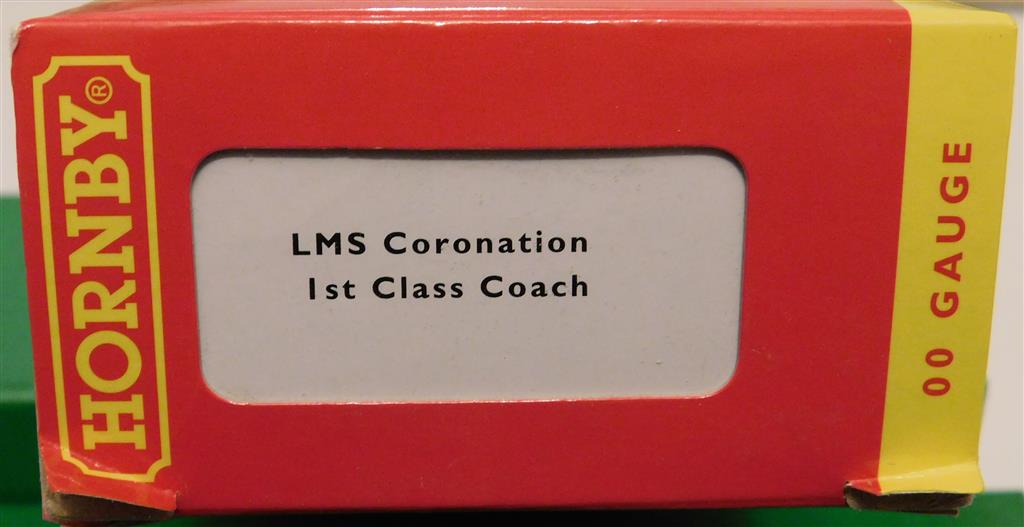 HORNBY®
LMS Coronation
1st Class Coach
00 GAUGE